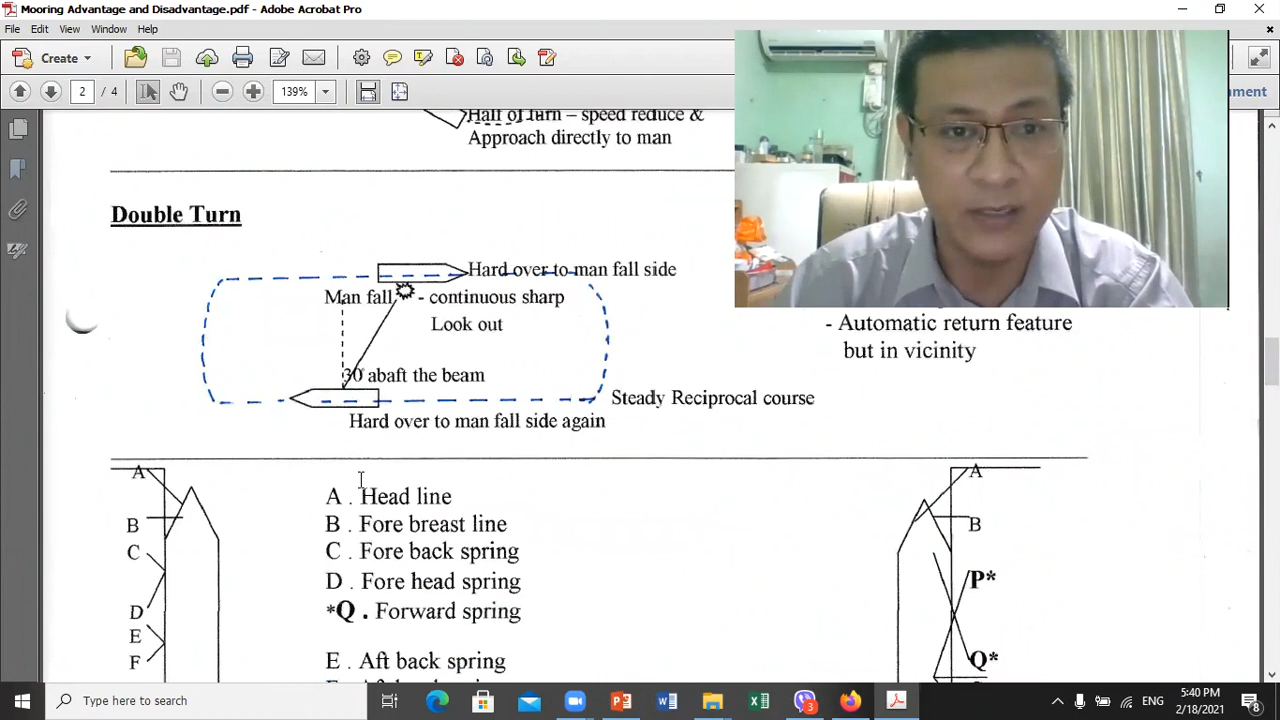 Mooring Advantage and Disadvantage.pdf - Adobe Acrobat Pro
File Edit View Window Help
Create
2 / 4 139%
Comment
Half of turn – speed reduce &
Approach directly to man
Double Turn
Hard over to man fall side
Man fall - continuous sharp
Look out
- Automatic return feature
but in vicinity
30 abaft the beam
Steady Reciprocal course
Hard over to man fall side again
A
A . Head line
A
B
B . Fore breast line
B
C
C . Fore back spring
D . Fore head spring
P*
D
*Q . Forward spring
E
E . Aft back spring
Q*
F
Type here to search
3
ENG
5:40 PM
2/18/2021
8